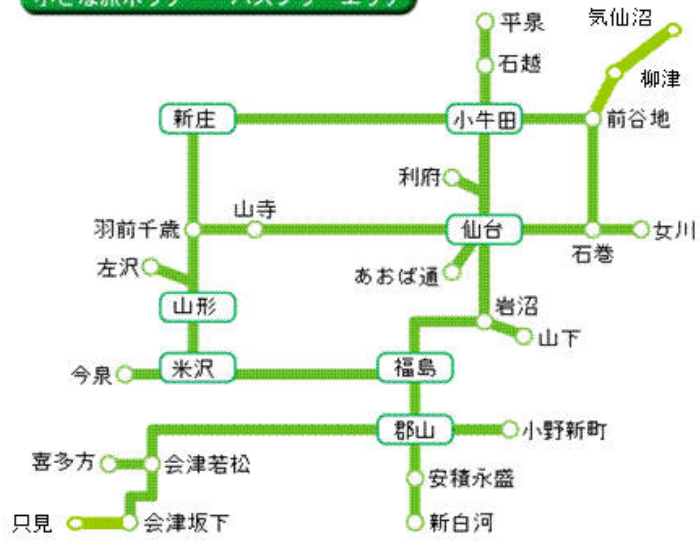 平泉
気仙沼
石越
柳津
新庄
小牛田
前谷地
利府
山寺
羽前千歳
仙台
女川
石巻
左沢
あおば通
山形
岩沼
山下
今泉
米沢
福島
郡山
小野新町
喜多方
会津若松
安積永盛
只見
会津坂下
新白河